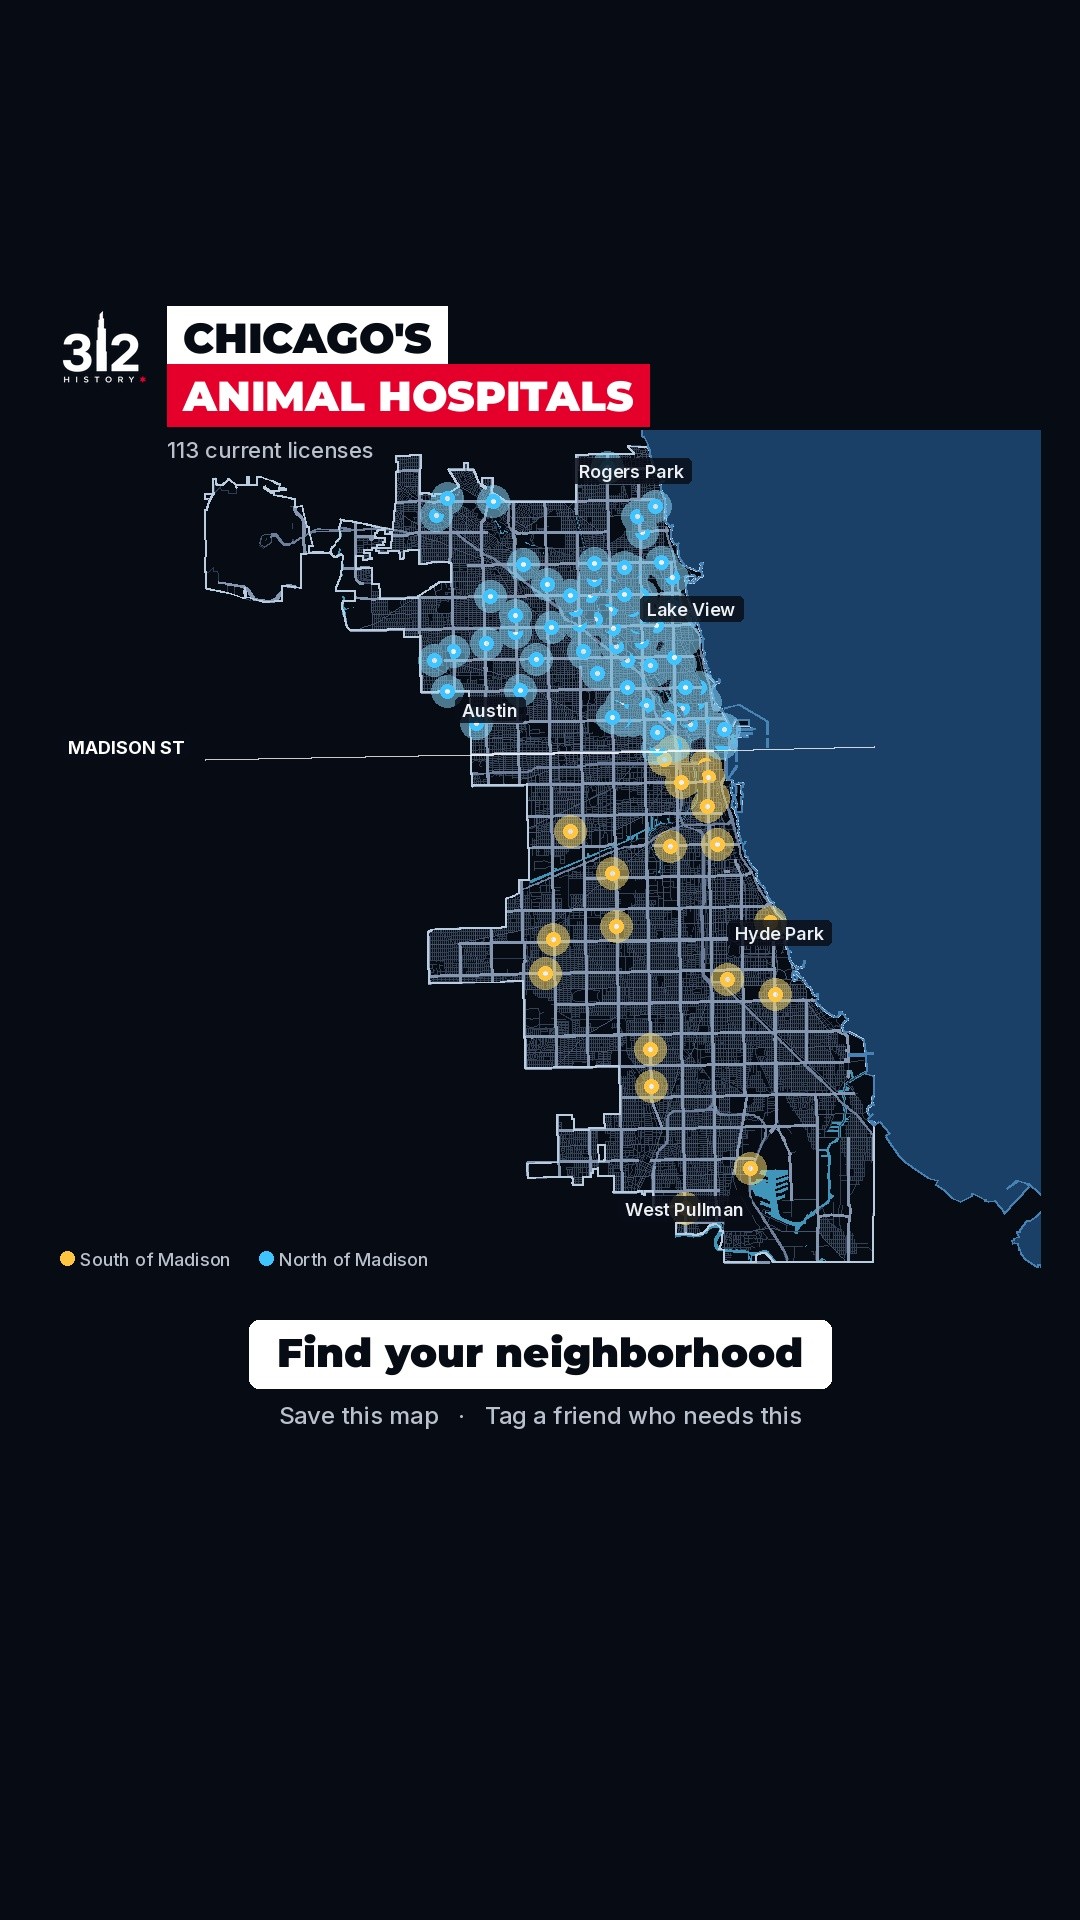 312
HISTORY
CHICAGO'S
ANIMAL HOSPITALS
113 current licenses
Rogers Park
Lake View
Austin
MADISON ST
Hyde Park
West Pullman
South of Madison
North of Madison
Find your neighborhood
Save this map · Tag a friend who needs this